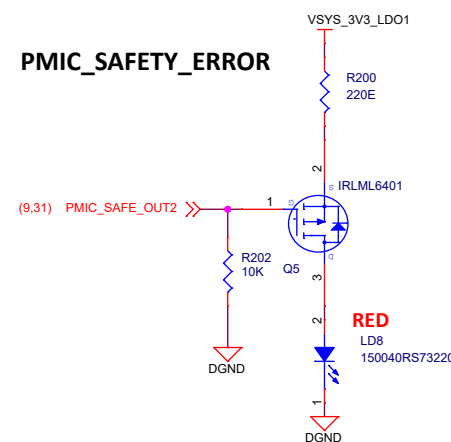 VSYS_3V3_LDO1
PMIC_SAFETY_ERROR
R200
220E
2
S
IRLML6401
(9,31) PMIC_SAFE_OUT2
1
G
R202
10K
Q5
D
3
DGND
2
RED
LD8
150040RS73220
1
DGND